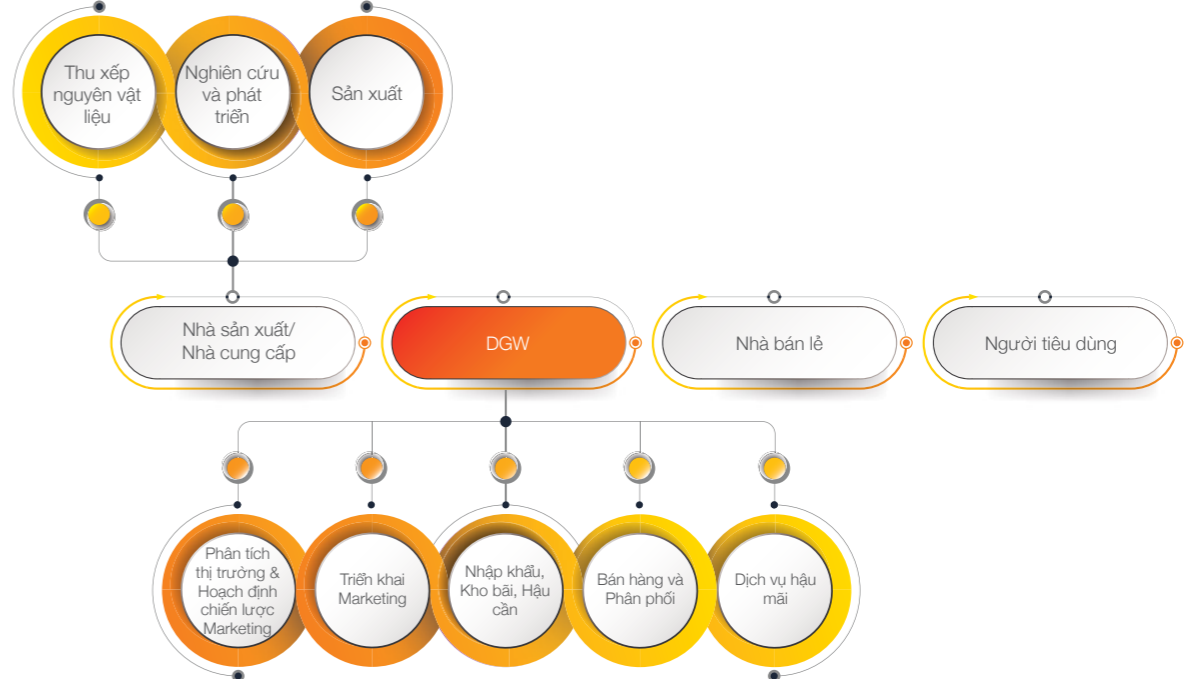 Thu xếp
nguyên vật
liệu
Nghiên cứu
và phát
triển
Sản xuất
Nhà sản xuất/
Nhà cung cấp
DGW
Nhà bán lẻ
Người tiêu dùng
Phân tích
thị trường &
Hoạch định
chiến lược
Marketing
Triển khai
Marketing
Nhập khẩu,
Kho bãi, Hậu
cần
Bán hàng và
Phân phối
Dịch vụ hậu
mãi